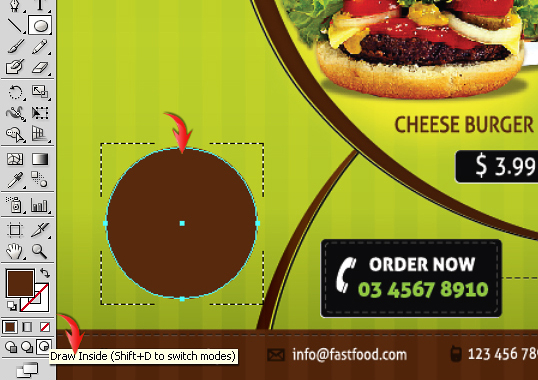 T
CHEESE BURGER
$ 3.99
ORDER NOW
03 4567 8910
Draw Inside (Shift+D to switch modes)
info@fastfood.com
123 456 789